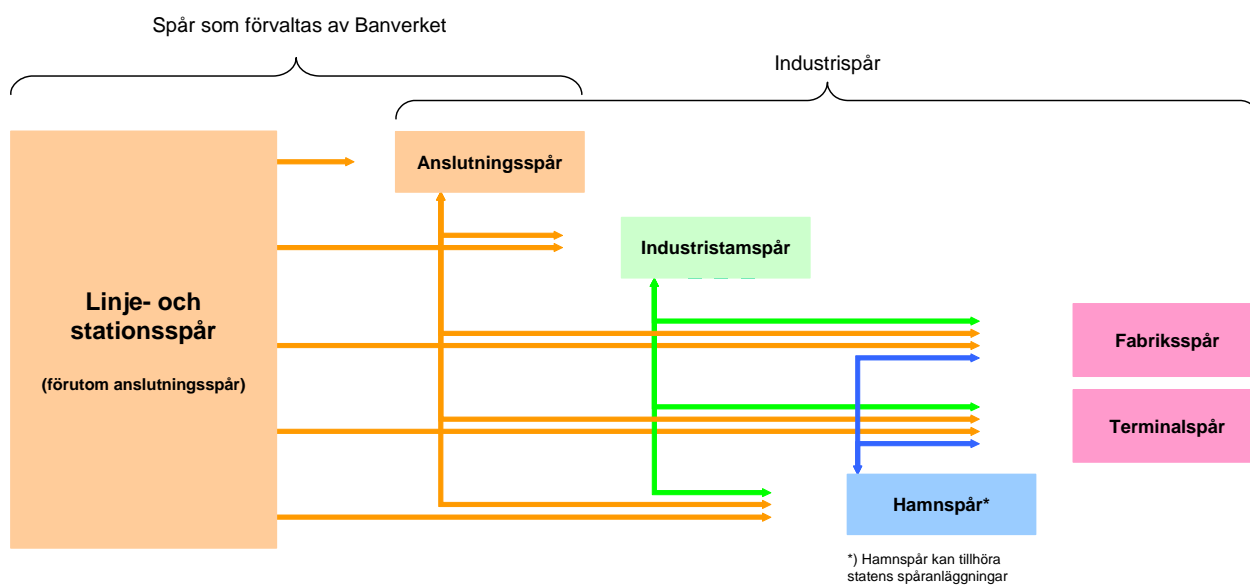 Spår som förvaltas av Banverket
Industrispår
Anslutningsspår
Industristamspår
Linje- och
stationsspår
(förutom anslutningsspår)
Fabriksspår
Terminalspår
Hamnspår*
*) Hamnspår kan tillhöra
statens spåranläggningar